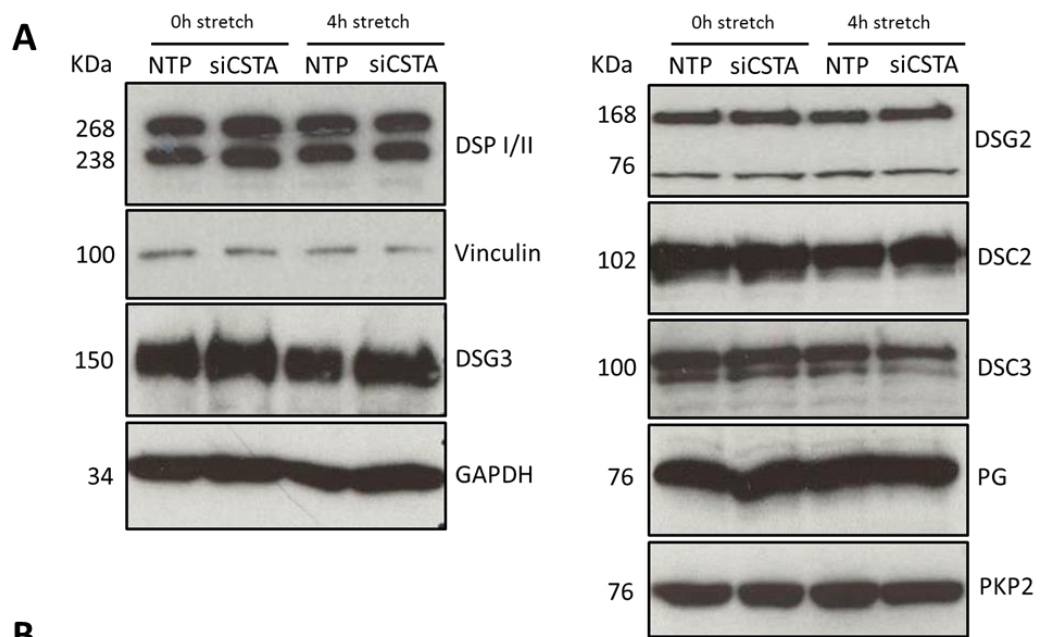 A
0h stretch 4h stretch
KDa NTP siCSTA NTP siCSTA
268
238
DSP I/II
100 Vinculin
150 DSG3
34 GAPDH
0h stretch 4h stretch
KDa NTP siCSTA NTP siCSTA
168
76
DSG2
102 DSC2
100 DSC3
76 PG
76 PKP2
B